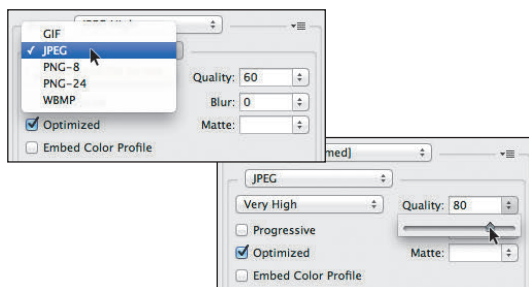 GIF
✓ JPEG
PNG-8
PNG-24
WBMP
Quality: 60
Blur: 0
Optimized
Matte:
Embed Color Profile
med]
JPEG
Very High
Quality: 80
Progressive
Optimized
Matte:
Embed Color Profile